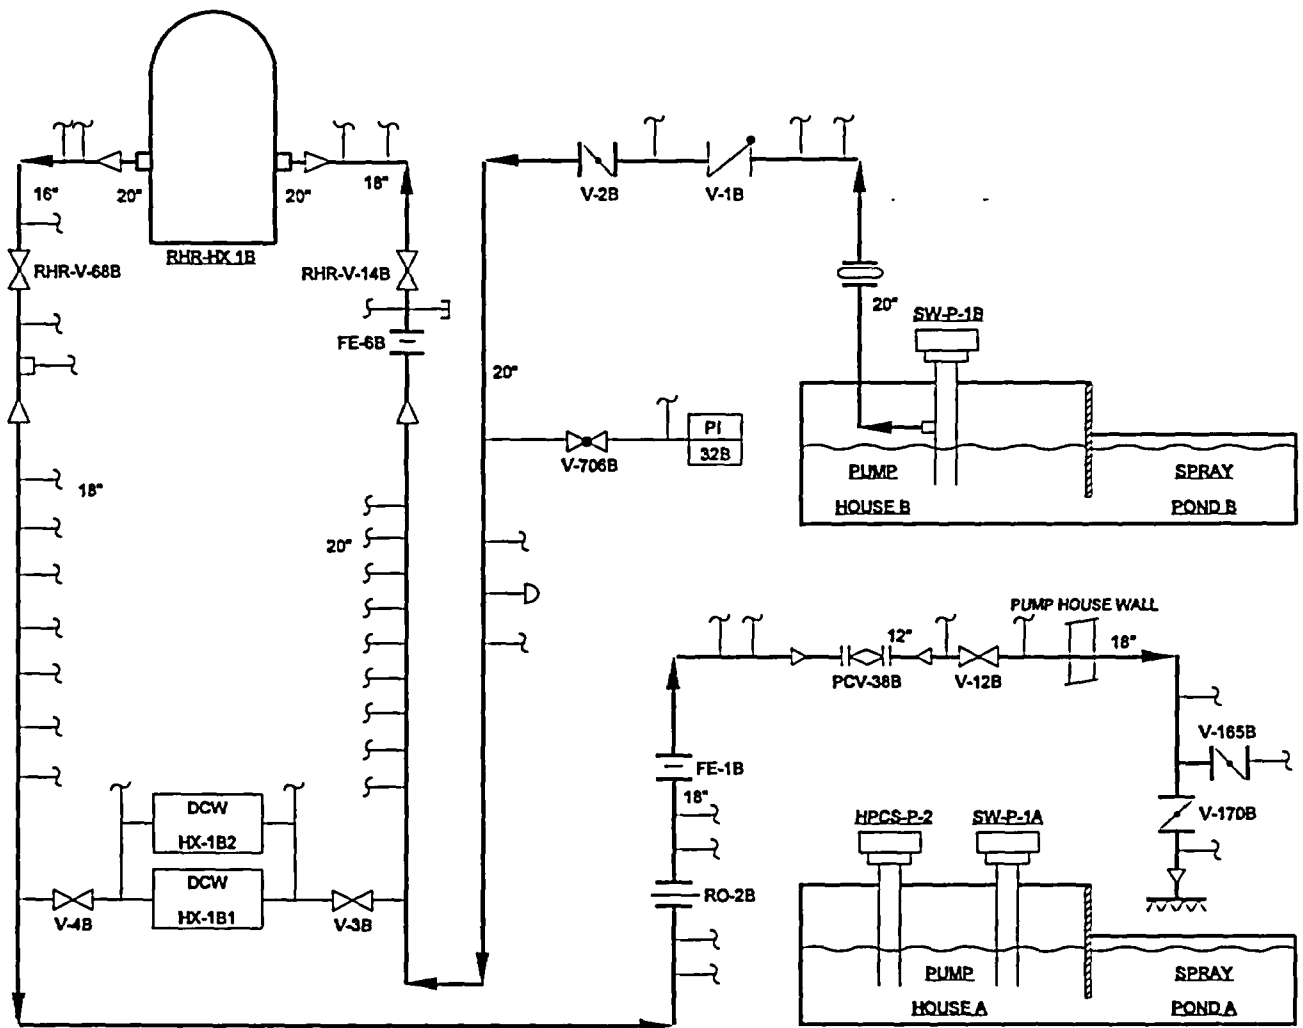 16"
20"
20"
18"
RHR-HX 1B
RHR-V-68B
RHR-V-14B
FE-6B
V-2B
V-1B
20"
SW-P-1B
20"
PI
32B
V-706B
PUMP
HOUSE B
SPRAY
POND B
18"
20"
PUMP HOUSE WALL
12"
18"
PCV-38B
V-12B
V-165B
FE-1B
18"
V-170B
DCW
HX-1B2
DCW
HX-1B1
V-4B
V-3B
RO-2B
HPCS-P-2
SW-P-1A
PUMP
HOUSE A
SPRAY
POND A